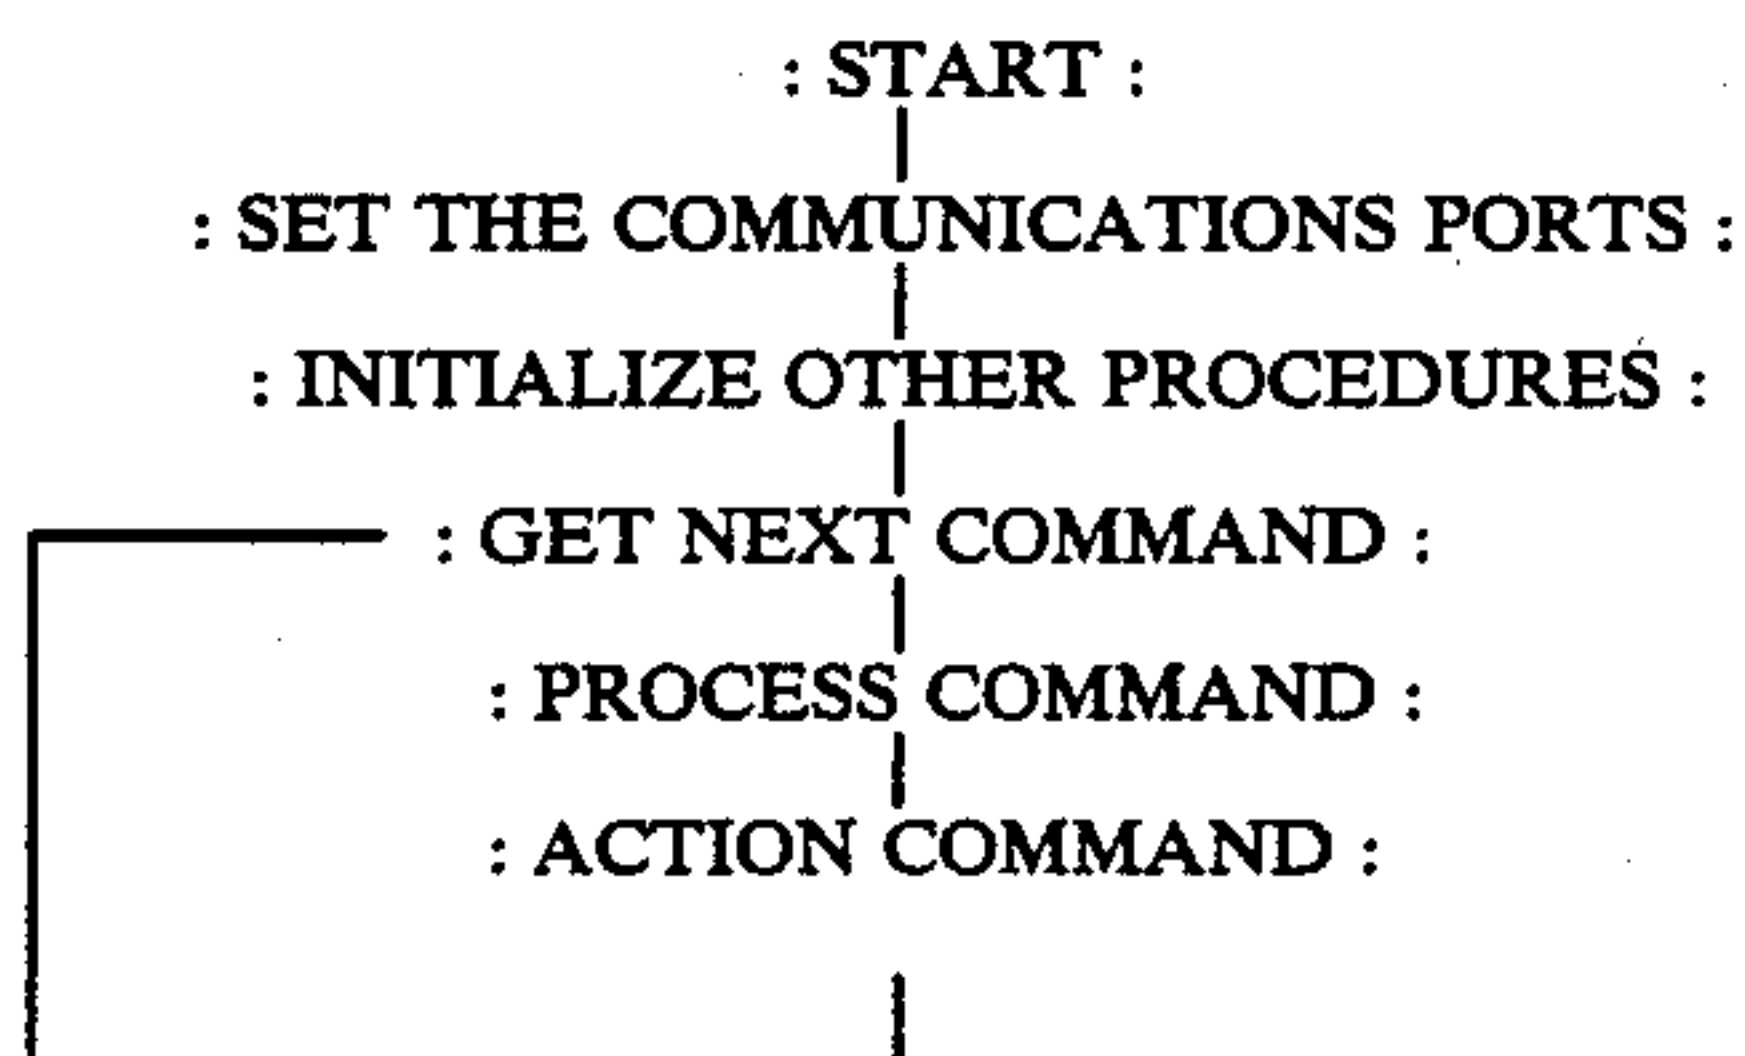 : START :
: SET THE COMMUNICATIONS PORTS :
: INITIALIZE OTHER PROCEDURES :
: GET NEXT COMMAND :
: PROCESS COMMAND :
: ACTION COMMAND :